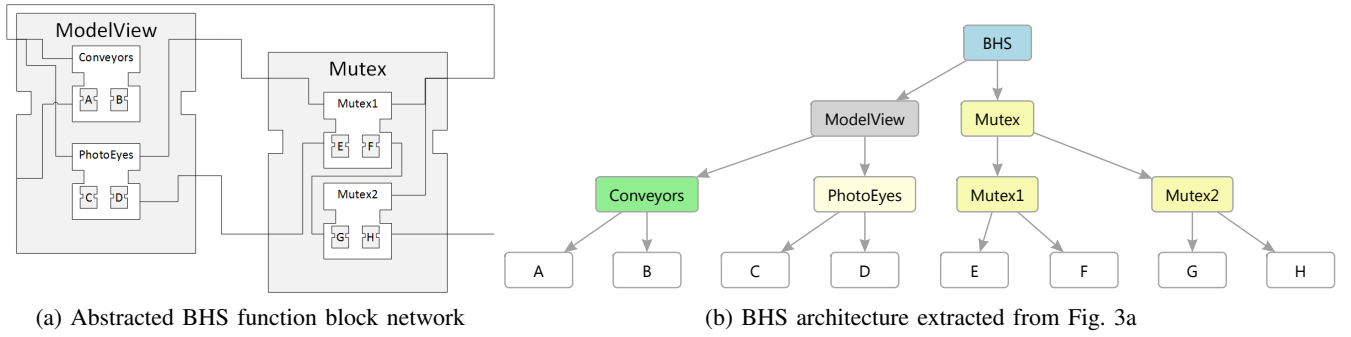 ModelView
Conveyors
A B
PhotoEyes
C D
Mutex
Mutex1
E F
Mutex2
G H
(a) Abstracted BHS function block network
BHS
ModelView Mutex
Conveyors PhotoEyes Mutex1 Mutex2
A B C D E F G H
(b) BHS architecture extracted from Fig. 3a